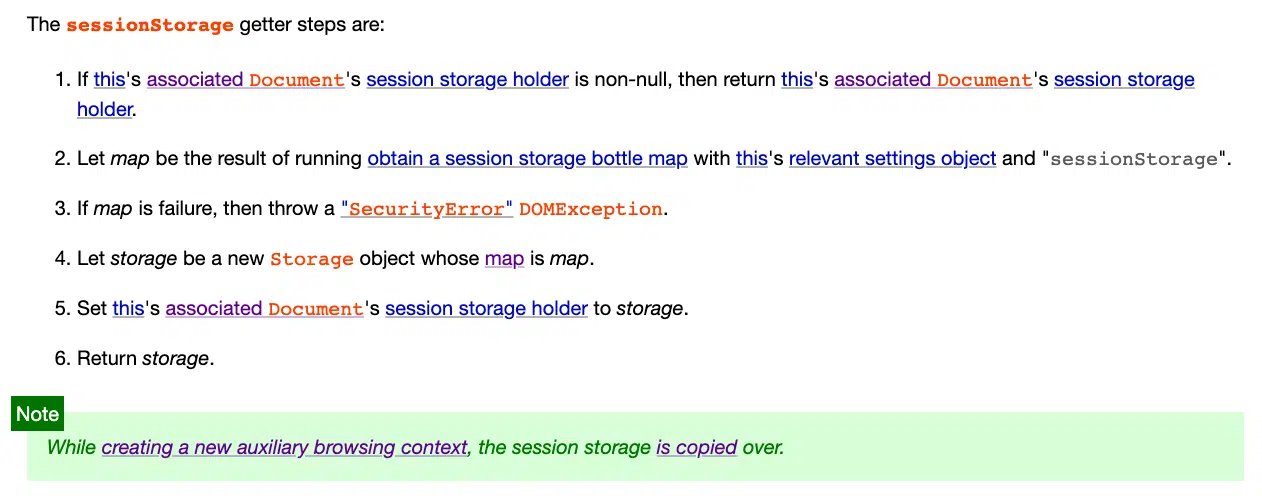 The sessionStorage getter steps are:
1. If this's associated Document's session storage holder is non-null, then return this's associated Document's session storage
holder.
2. Let map be the result of running obtain a session storage bottle map with this's relevant settings object and "sessionStorage".
3. If map is failure, then throw a "SecurityError" DOMException.
4. Let storage be a new Storage object whose map is map.
5. Set this's associated Document's session storage holder to storage.
6. Return storage.
Note
While creating a new auxiliary browsing context, the session storage is copied over.